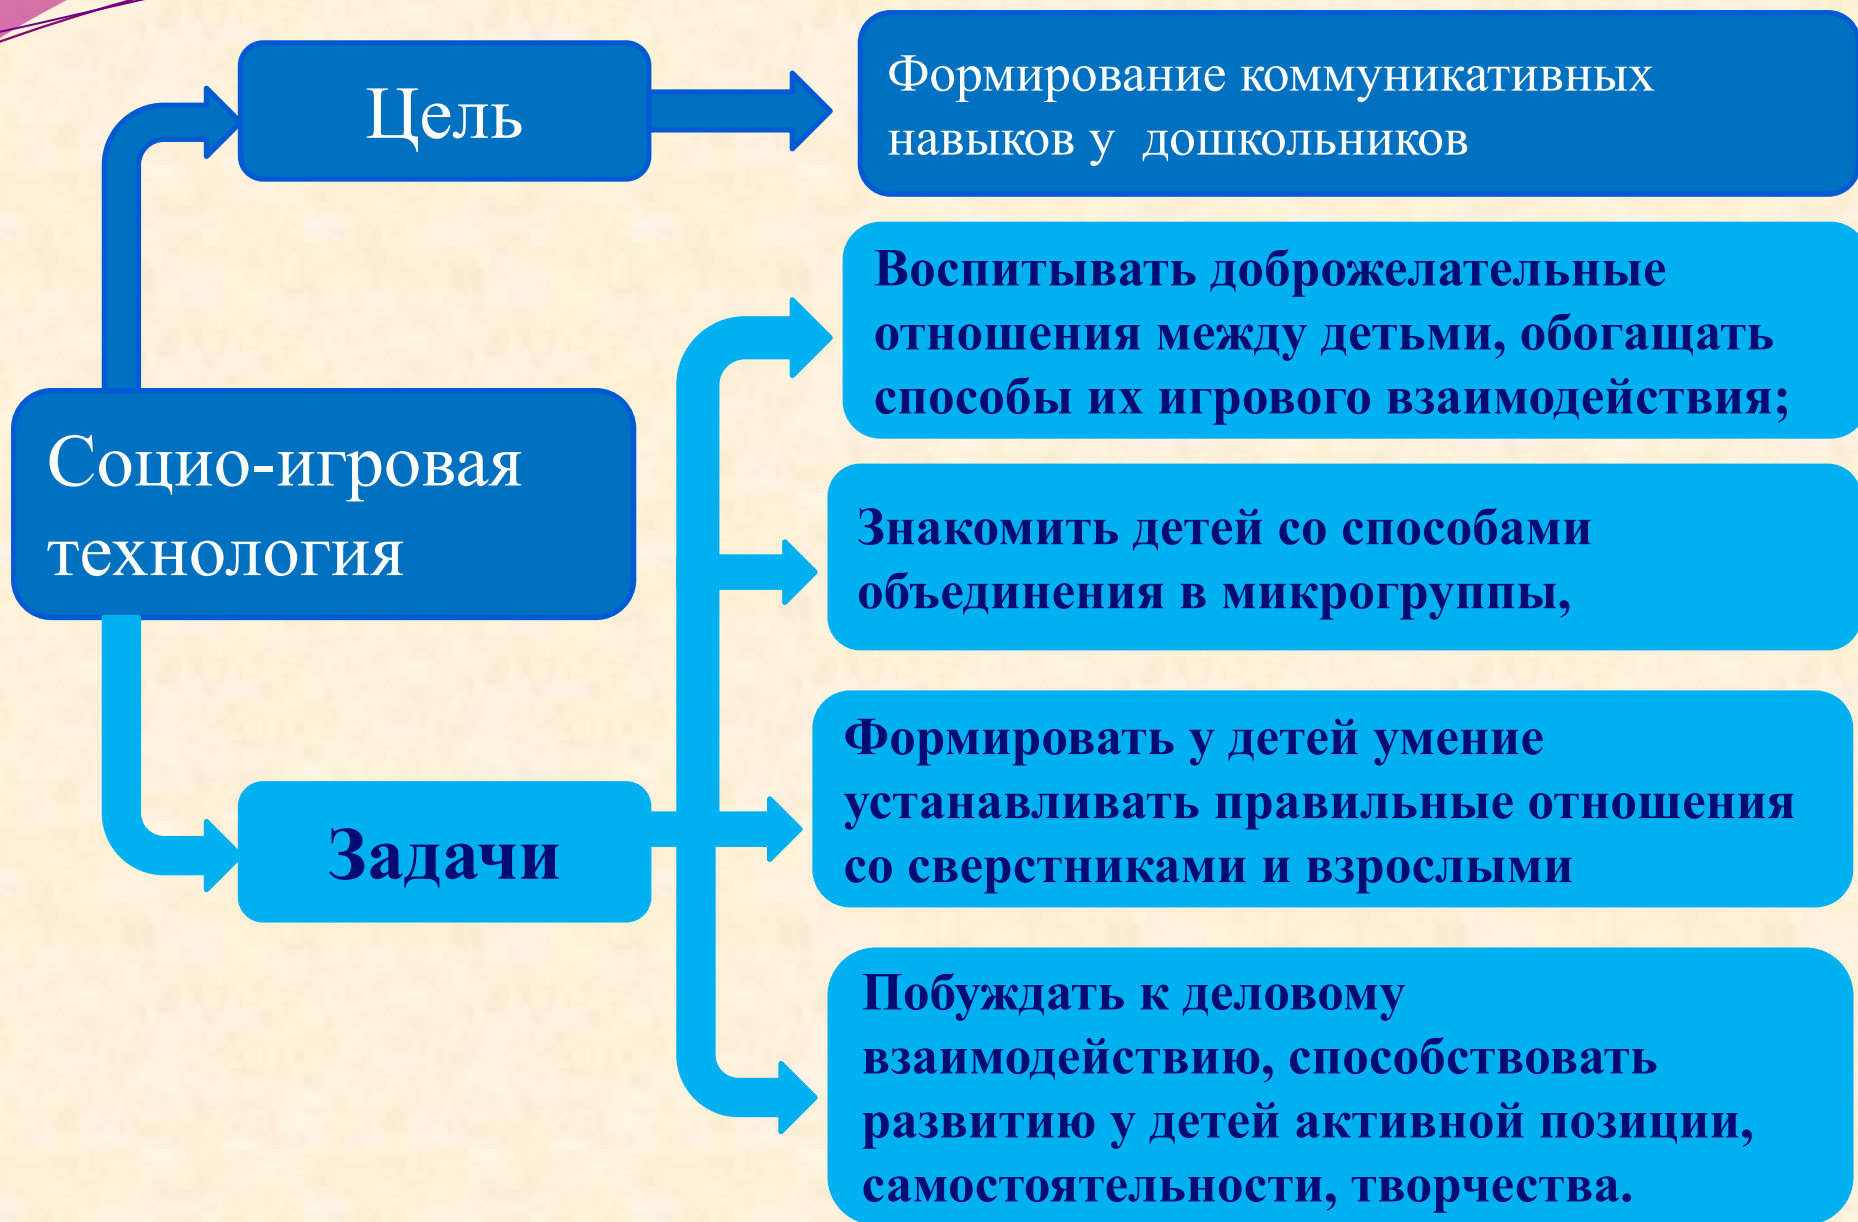 Цель
Формирование коммуникативных
навыков у дошкольников
Социо-игровая
технология
Задачи
Воспитывать доброжелательные
отношения между детьми, обогащать
способы их игрового взаимодействия;
Знакомить детей со способами
объединения в микрогруппы,
Формировать у детей умение
устанавливать правильные отношения
со сверстниками и взрослыми
Побуждать к деловому
взаимодействию, способствовать
развитию у детей активной позиции,
самостоятельности, творчества.